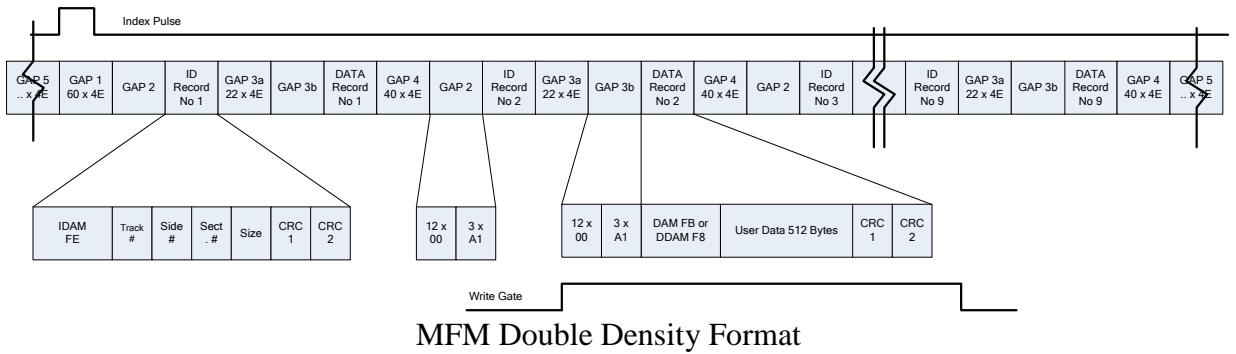 Index Pulse
GAP 5
.. x 4E
GAP 1
60 x 4E
GAP 2
ID
Record
No 1
GAP 3a
22 x 4E
GAP 3b
DATA
Record
No 1
GAP 4
40 x 4E
GAP 2
ID
Record
No 2
GAP 3a
22 x 4E
GAP 3b
DATA
Record
No 2
GAP 4
40 x 4E
GAP 2
ID
Record
No 3
ID
Record
No 9
GAP 3a
22 x 4E
GAP 3b
DATA
Record
No 9
GAP 4
40 x 4E
GAP 5
.. x 4E
IDAM
FE
Track
#
Side
#
Sect
. #
Size
CRC
1
CRC
2
12 x
00
3 x
A1
12 x
00
3 x
A1
DAM FB or
DDAM F8
User Data 512 Bytes
CRC
1
CRC
2
Write Gate
MFM Double Density Format